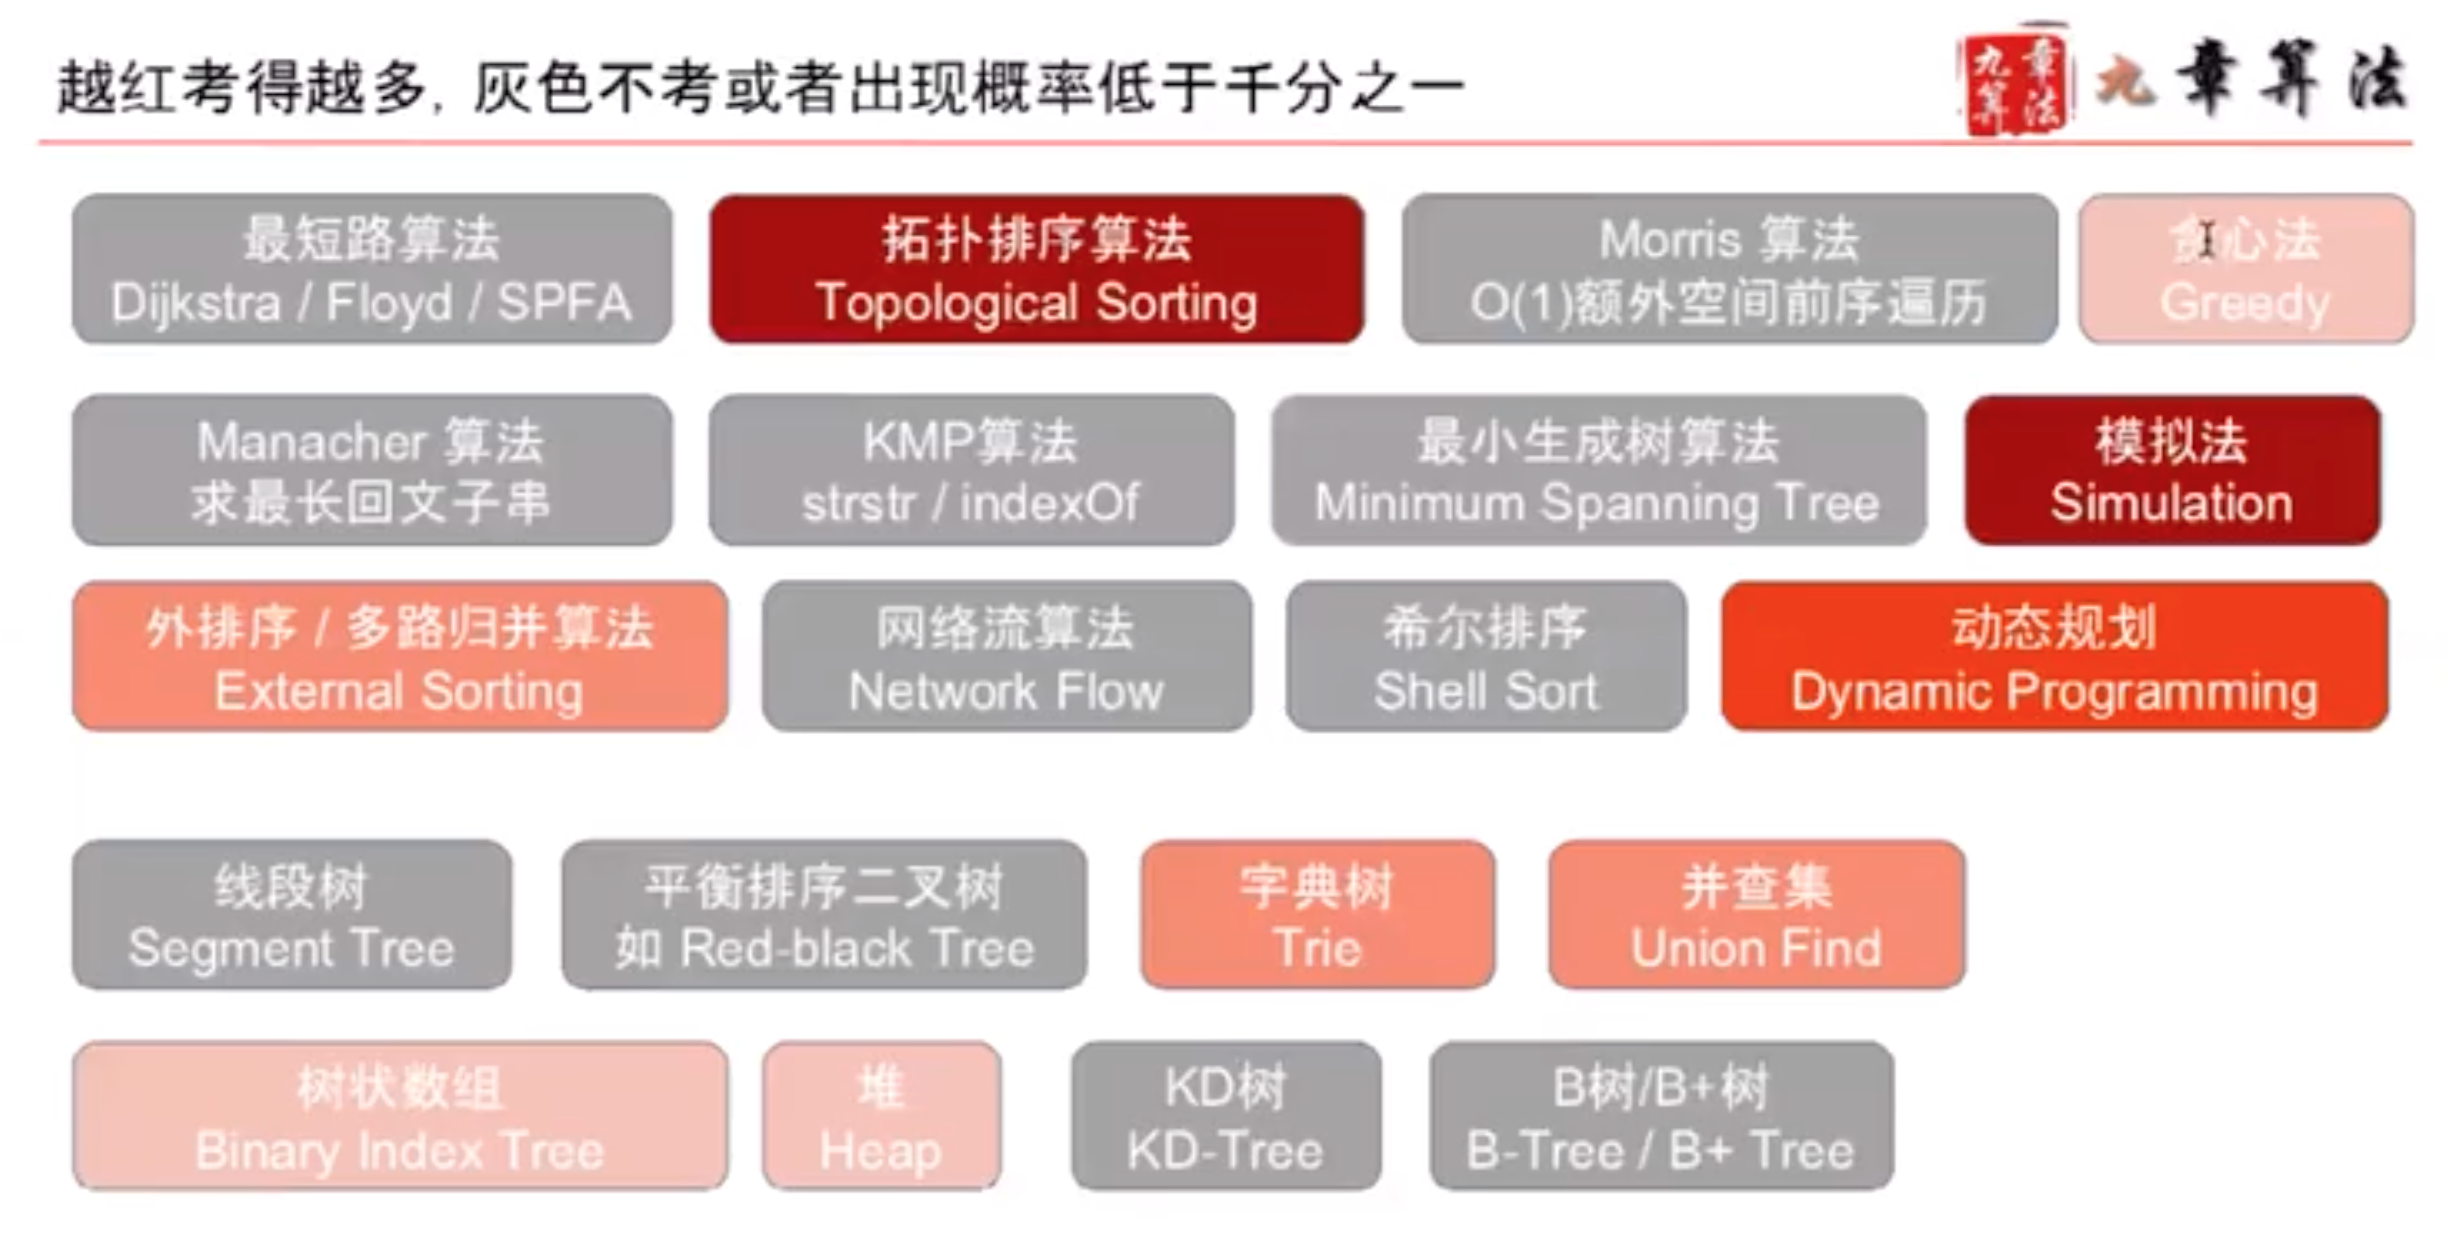 越红考得越多，灰色不考或者出现概率低于千分之一
九章算法
九章算法
最短路算法
Dijkstra / Floyd / SPFA
拓扑排序算法
Topological Sorting
Morris 算法
O(1)额外空间前序遍历
贪心法
Greedy
Manacher 算法
求最长回文子串
KMP算法
strstr / indexOf
最小生成树算法
Minimum Spanning Tree
模拟法
Simulation
外排序 / 多路归并算法
External Sorting
网络流算法
Network Flow
希尔排序
Shell Sort
动态规划
Dynamic Programming
线段树
Segment Tree
平衡排序二叉树
如 Red-black Tree
字典树
Trie
并查集
Union Find
树状数组
Binary Index Tree
堆
Heap
KD树
KD-Tree
B树/B+树
B-Tree / B+ Tree